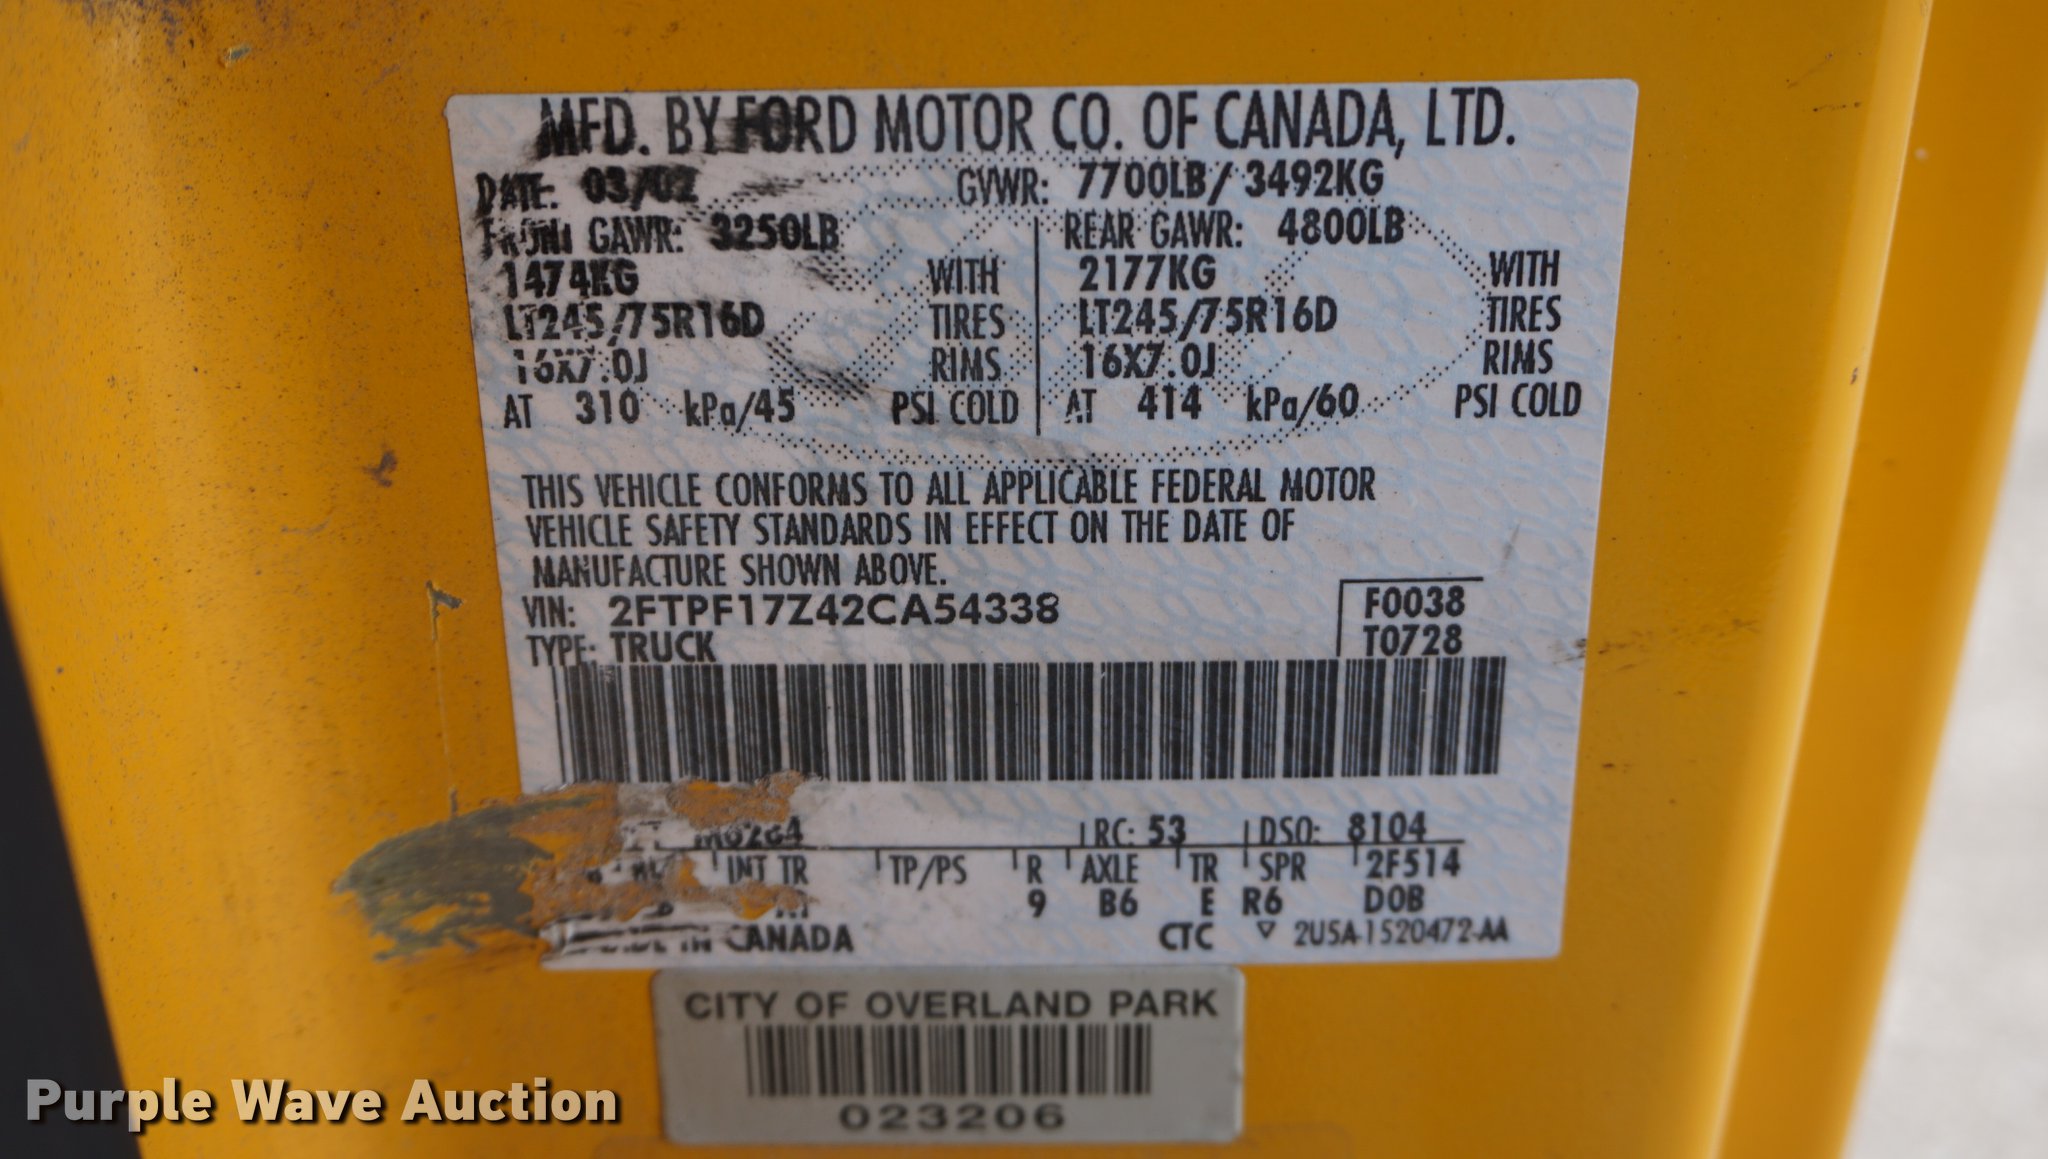 MFD. BY FORD MOTOR CO. OF CANADA, LTD.
DATE: 03/02 GVWR: 7700LB/ 3492KG
FRONT GAWR: 3250LB REAR GAWR: 4800LB
1474KG WITH 2177KG WITH
LT245/75R16D TIRES LT245/75R16D TIRES
16X7.0J RIMS 16X7.0J RIMS
AT 310 kPa/45 PSI COLD AT 414 kPa/60 PSI COLD
THIS VEHICLE CONFORMS TO ALL APPLICABLE FEDERAL MOTOR
VEHICLE SAFETY STANDARDS IN EFFECT ON THE DATE OF
MANUFACTURE SHOWN ABOVE.
VIN: 2FTPF17Z42CA54338 F0038
TYPE: TRUCK T0728
M6284 RC: 53 DSO: 8104
INT TR TP/PS R AXLE TR SPR 2F514
9 B6 E R6 DOB
MADE IN CANADA CTC ▽ 2U5A-1520472-AA
CITY OF OVERLAND PARK
023206
Purple Wave Auction